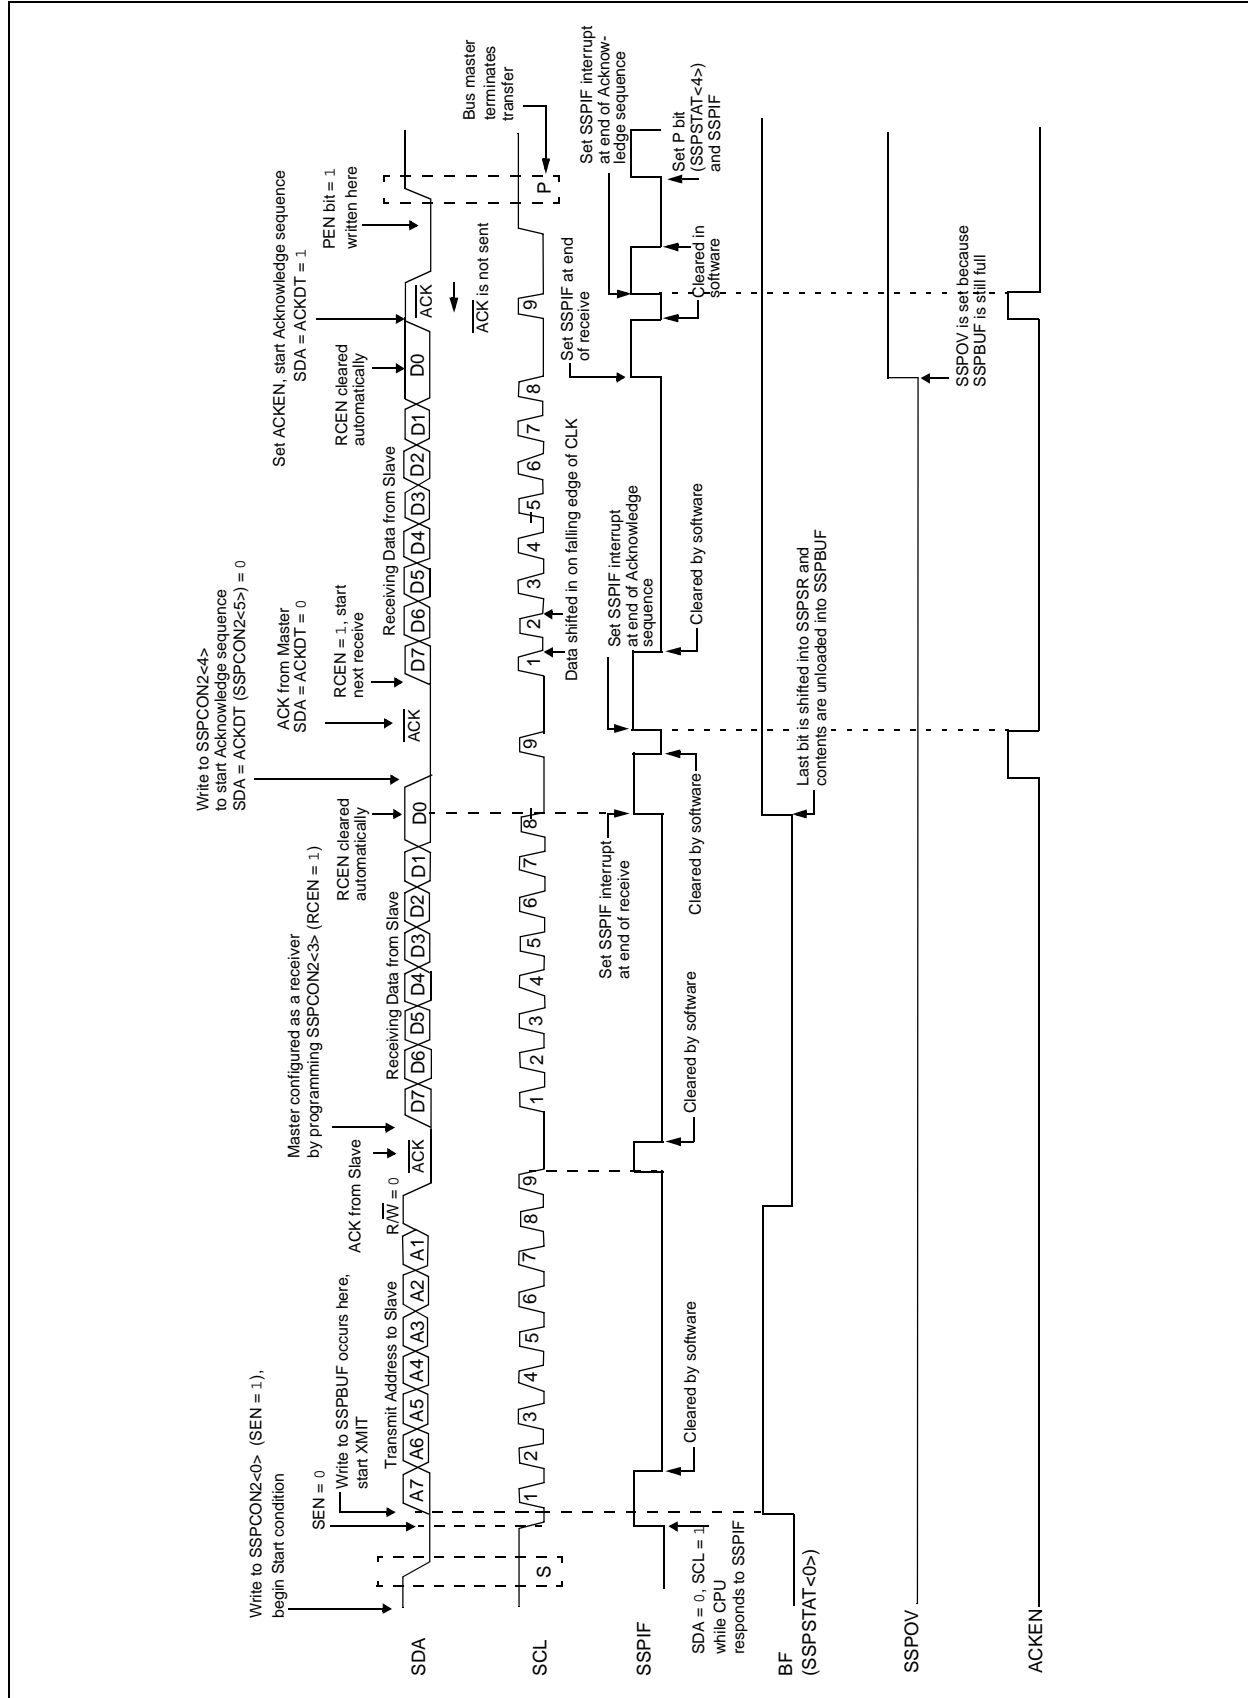 Write to SSPCON2<4>
to start Acknowledge sequence
SDA = ACKDT (SSPCON2<5>) = 0
Write to SSPCON2<0> (SEN = 1),
begin Start condition
Master configured as a receiver
by programming SSPCON2<3> (RCEN = 1)
ACK from Master
SDA = ACKDT = 0
Set ACKEN, start Acknowledge sequence
SDA = ACKDT = 1
SEN = 0
Write to SSPBUF occurs here,
start XMIT
ACK from Slave
RCEN cleared
automatically
RCEN = 1, start
next receive
RCEN cleared
automatically
PEN bit = 1
written here
Transmit Address to Slave
R/W = 0
Receiving Data from Slave
Receiving Data from Slave
SDA
A7 A6 A5 A4 A3 A2 A1 ACK D7 D6 D5 D4 D3 D2 D1 D0 ACK D7 D6 D5 D4 D3 D2 D1 D0 ACK
ACK is not sent
Bus master
terminates
transfer
SCL
S 1 2 3 4 5 6 7 8 9 1 2 3 4 5 6 7 8 9 1 2 3 4 5 6 7 8 9 P
Data shifted in on falling edge of CLK
Set SSPIF interrupt
at end of receive
Set SSPIF interrupt
at end of Acknowledge
sequence
Set SSPIF at end
of receive
Set SSPIF interrupt
at end of Acknow-
ledge sequence
SSPIF
SDA = 0, SCL = 1
while CPU
responds to SSPIF
Cleared by software
Cleared by software
Cleared by software
Cleared by software
Cleared in
software
Set P bit
(SSPSTAT<4>)
and SSPIF
BF
(SSPSTAT<0>)
Last bit is shifted into SSPSR and
contents are unloaded into SSPBUF
SSPOV
SSPOV is set because
SSPBUF is still full
ACKEN